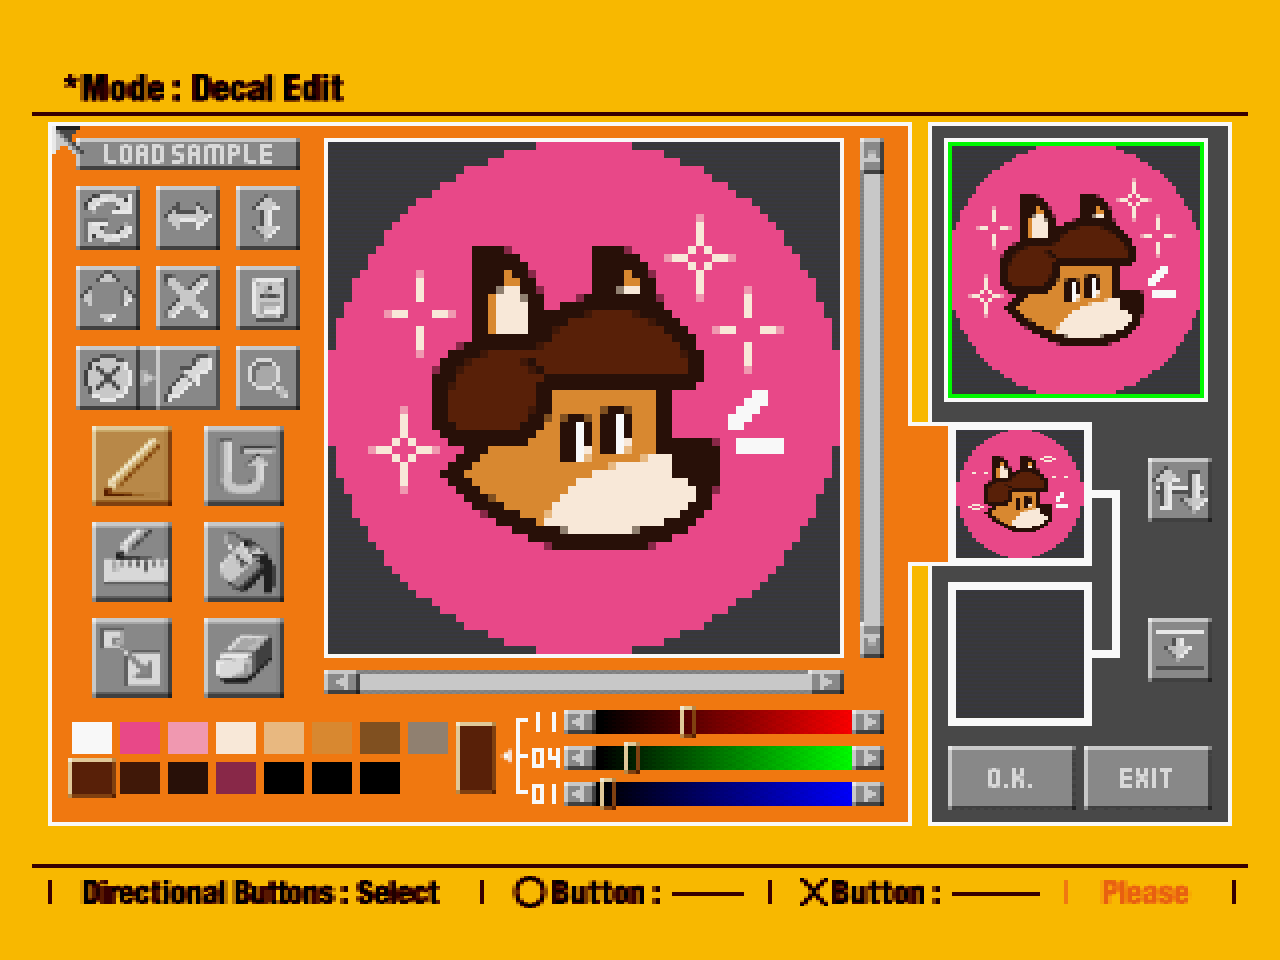 *Mode : Decal Edit
LOAD SAMPLE
11
04
01
O.K. EXIT
Directional Buttons : Select ○Button : ✕Button : Please